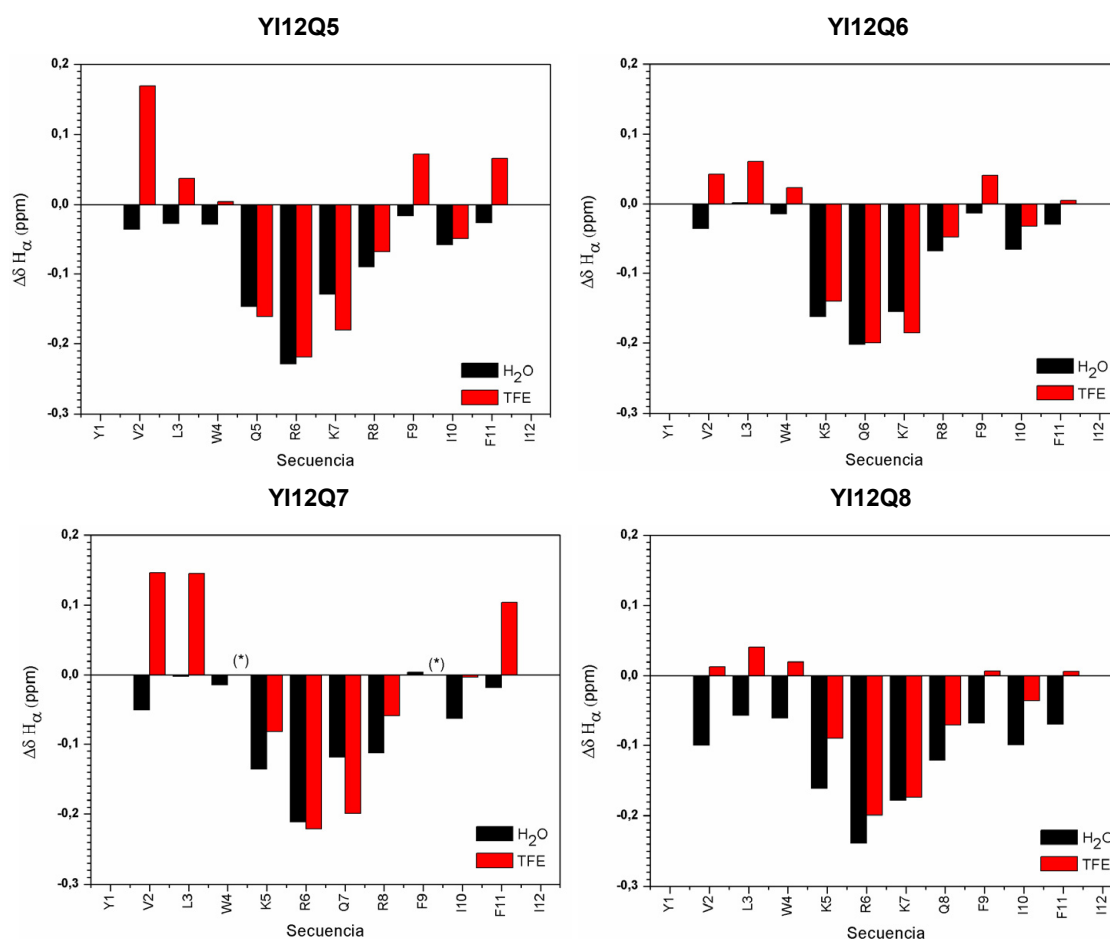 YI12Q5
0,2
0,1
0,0
-0,1
-0,2
-0,3
Δδ Hα (ppm)
H2O
TFE
Y1 V2 L3 W4 Q5 R6 K7 R8 F9 I10 F11 I12
Secuencia
YI12Q6
0,2
0,1
0,0
-0,1
-0,2
-0,3
Δδ Hα (ppm)
H2O
TFE
Y1 V2 L3 W4 K5 Q6 K7 R8 F9 I10 F11 I12
Secuencia
YI12Q7
0,2
0,1
0,0
-0,1
-0,2
-0,3
Δδ Hα (ppm)
(*) (*)
H2O
TFE
Y1 V2 L3 W4 K5 R6 Q7 R8 F9 I10 F11 I12
Secuencia
YI12Q8
0,2
0,1
0,0
-0,1
-0,2
-0,3
Δδ Hα (ppm)
H2O
TFE
Y1 V2 L3 W4 K5 R6 K7 Q8 F9 I10 F11 I12
Secuencia